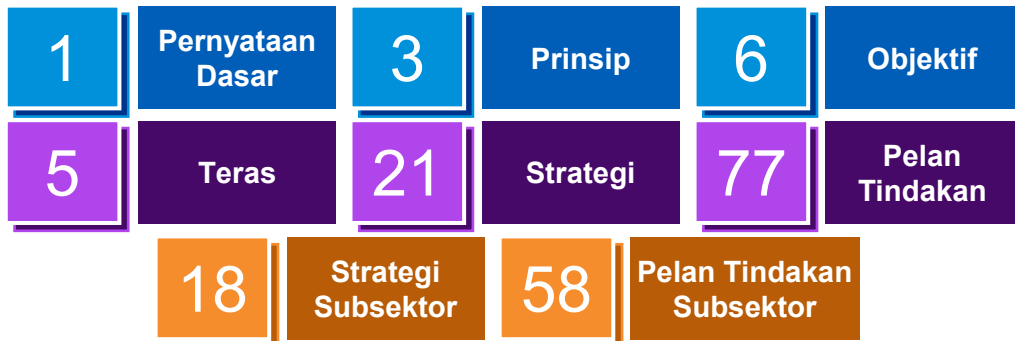 1
Pernyataan
Dasar
3
Prinsip
6
Objektif
5
Teras
21
Strategi
77
Pelan
Tindakan
18
Strategi
Subsektor
58
Pelan Tindakan
Subsektor